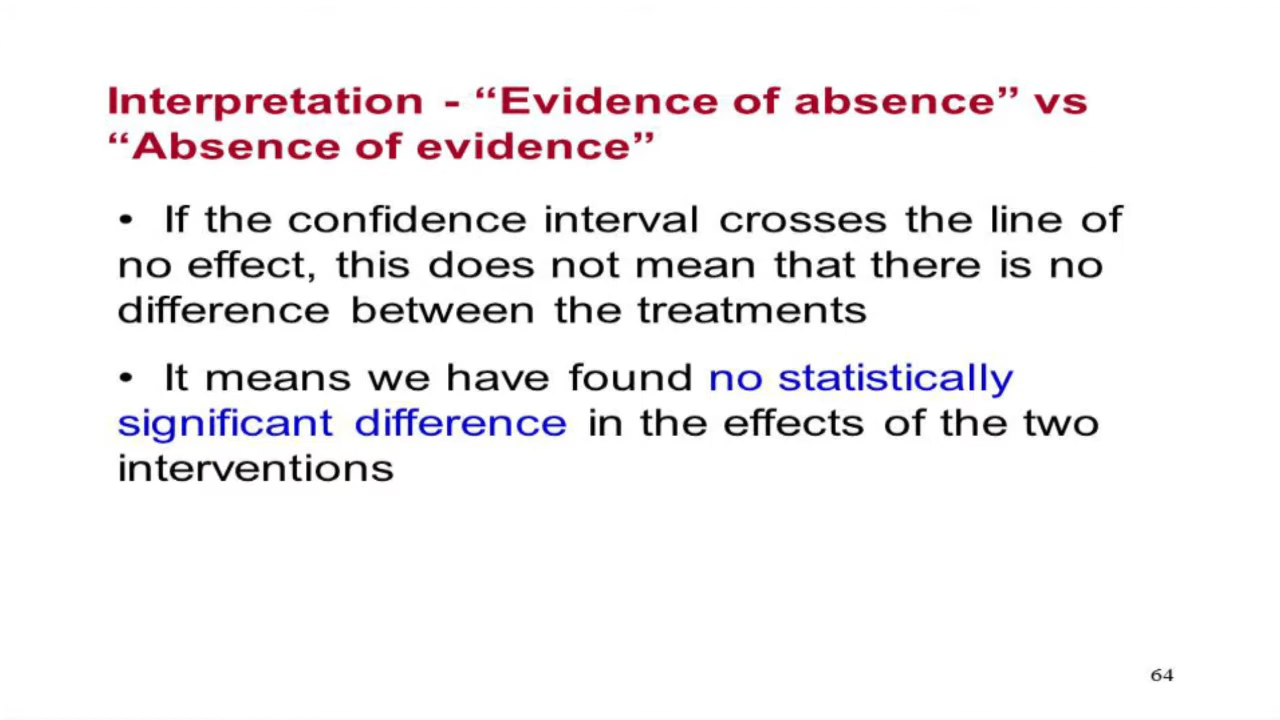 Interpretation - “Evidence of absence” vs
“Absence of evidence”
• If the confidence interval crosses the line of
no effect, this does not mean that there is no
difference between the treatments
• It means we have found no statistically
significant difference in the effects of the two
interventions
64